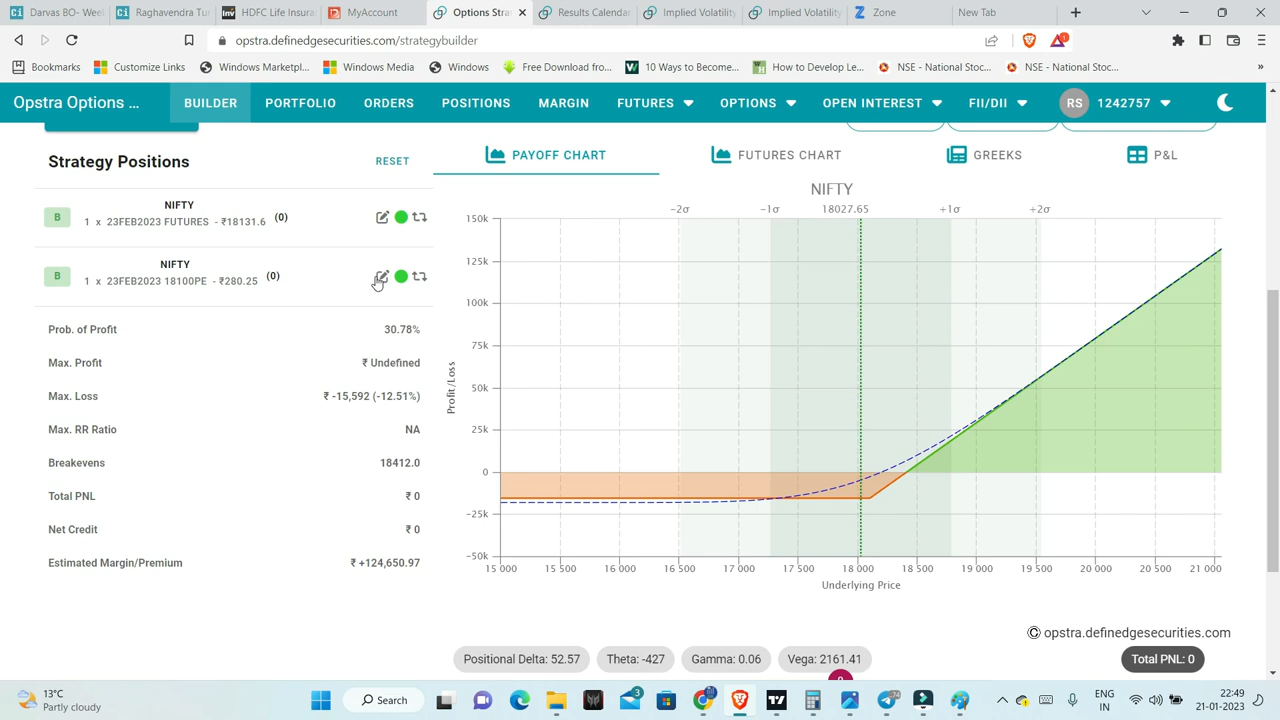 Darvas BO- Wee
Raghavendra Tu
Inv HDFC Life Insura
MyAccount
Options Stra
Results Calenda
Implied Volatility
Implied Volatility
Zone
New Tab
opstra.definedgesecurities.com/strategybuilder
Bookmarks
Customize Links
Windows Marketpl...
Windows Media
Windows
Free Download fro...
10 Ways to Become...
How to Develop Le...
NSE - National Stoc...
NSE - National Stoc...
Opstra Options ...
BUILDER
PORTFOLIO
ORDERS
POSITIONS
MARGIN
FUTURES
OPTIONS
OPEN INTEREST
FII/DII
RS
1242757
Strategy Positions
RESET
PAYOFF CHART
FUTURES CHART
GREEKS
P&L
B
NIFTY
1 x 23FEB2023 FUTURES - ₹18131.6 (0)
B
NIFTY
1 x 23FEB2023 18100PE - ₹280.25 (0)
Prob. of Profit 30.78%
Max. Profit ₹ Undefined
Max. Loss ₹ -15,592 (-12.51%)
Max. RR Ratio NA
Breakevens 18412.0
Total PNL ₹ 0
Net Credit ₹ 0
Estimated Margin/Premium ₹ +124,650.97
NIFTY
-2σ -1σ 18027.65 +1σ +2σ
150k
125k
100k
75k
50k
25k
0
-25k
-50k
Profit/Loss
15 000 15 500 16 000 16 500 17 000 17 500 18 000 18 500 19 000 19 500 20 000 20 500 21 000
Underlying Price
© opstra.definedgesecurities.com
Positional Delta: 52.57
Theta: -427
Gamma: 0.06
Vega: 2161.41
Total PNL: 0
13°C
Partly Cloudy
Search
3
74
ENG
IN
22:49
21-01-2023